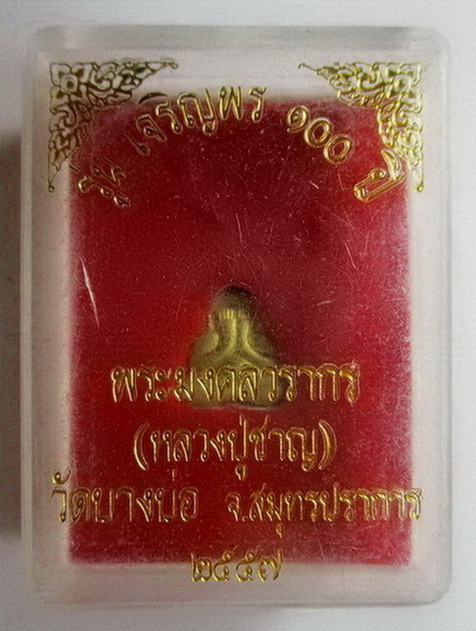 รุ่น เจริญพร ๑๐๐ ปี
พระมงคลวรากร
(หลวงปู่ชาญ)
วัดบางบ่อ จ.สมุทรปราการ
๒๕๕๗